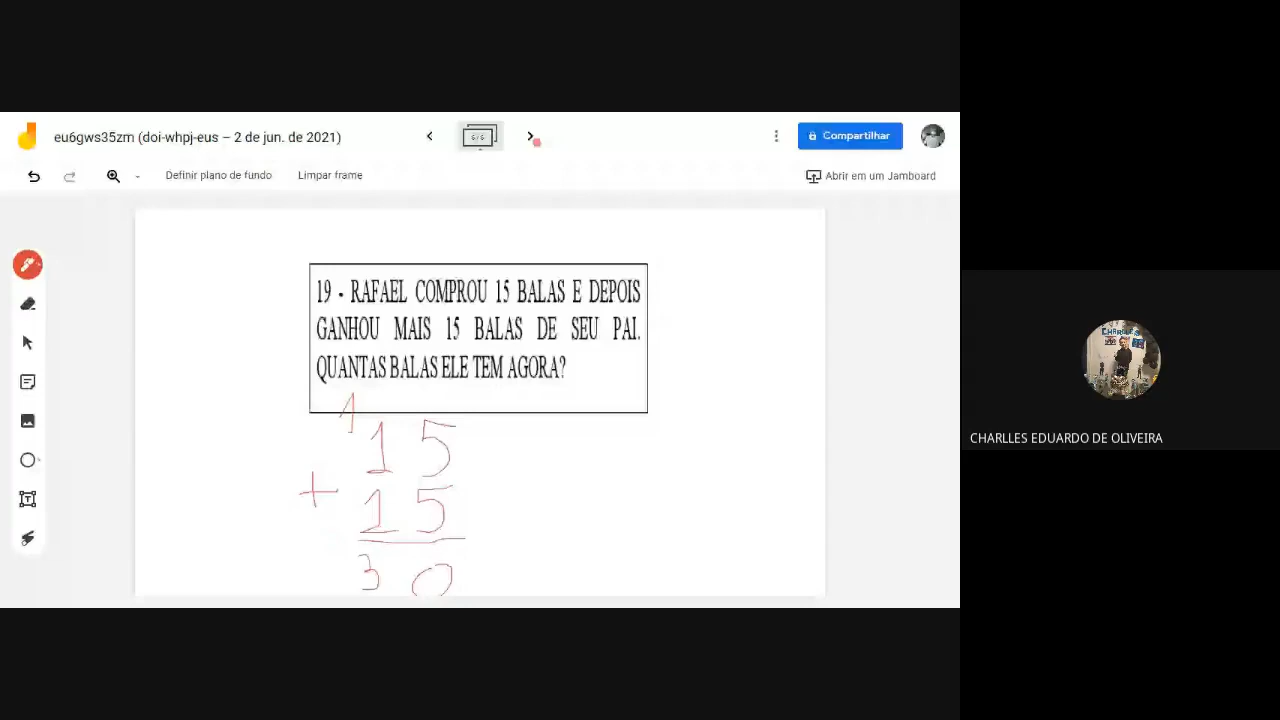 eu6gws35zm (doi-whpj-eus – 2 de jun. de 2021)
6/6
Compartilhar
Definir plano de fundo
Limpar frame
Abrir em um Jamboard
19 - RAFAEL COMPROU 15 BALAS E DEPOIS
GANHOU MAIS 15 BALAS DE SEU PAI.
QUANTAS BALAS ELE TEM AGORA?
1
15
+ 15
30
CHARLLES EDUARDO DE OLIVEIRA